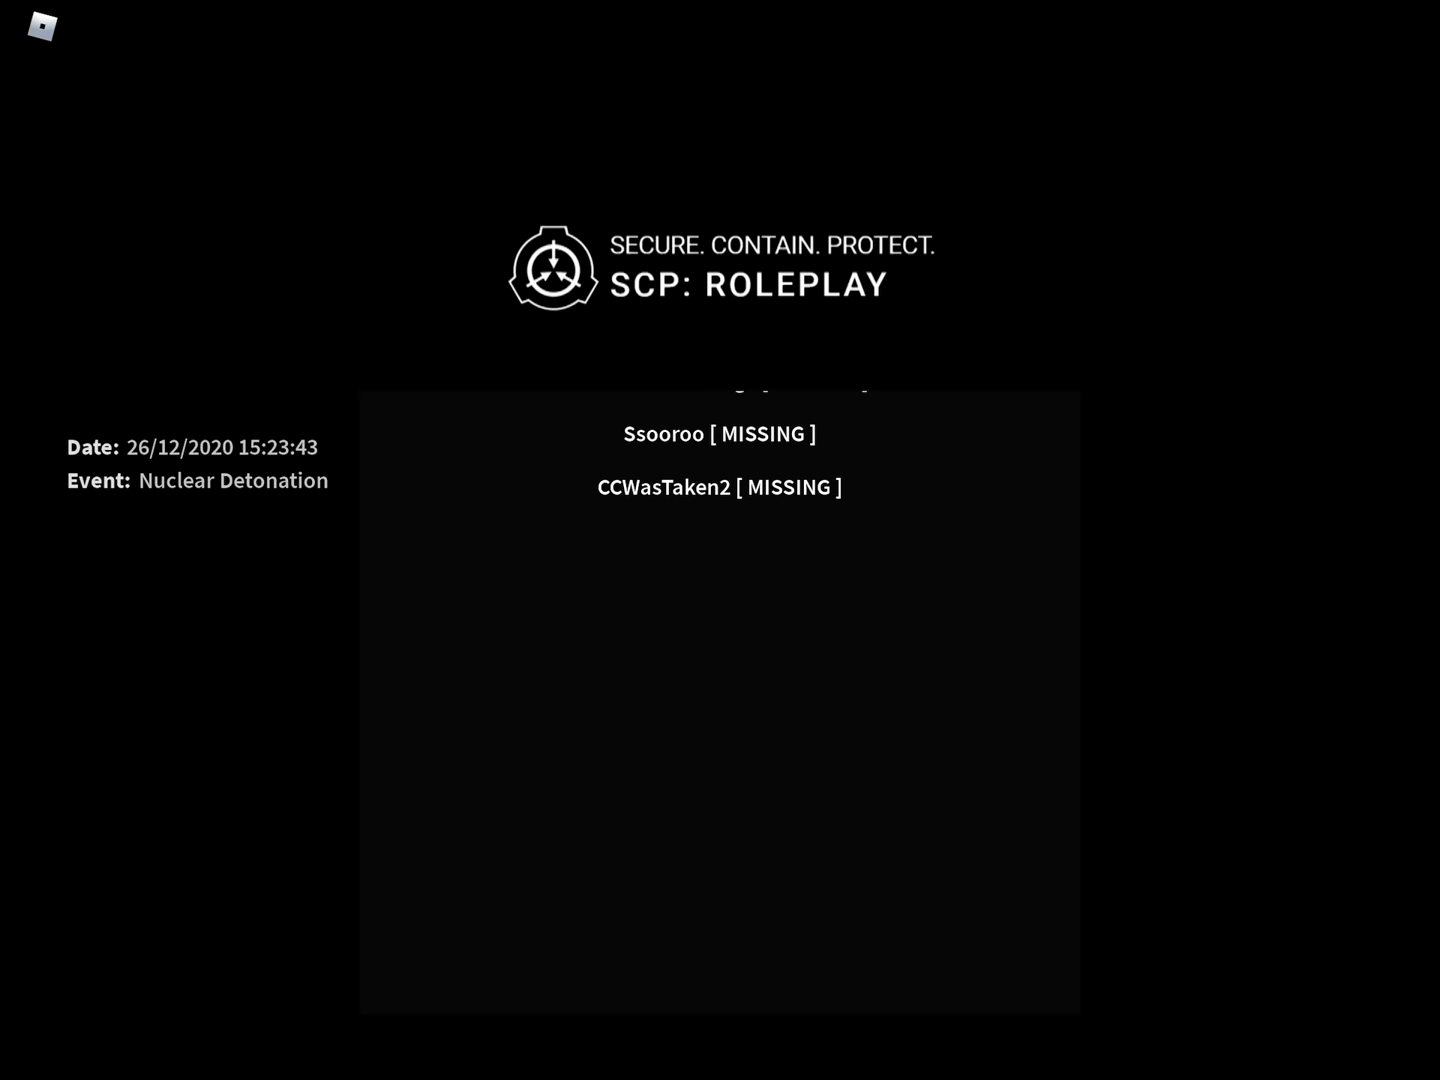 SECURE. CONTAIN. PROTECT.
SCP: ROLEPLAY
Date: 26/12/2020 15:23:43
Event: Nuclear Detonation
Ssooroo [ MISSING ]
CCWasTaken2 [ MISSING ]